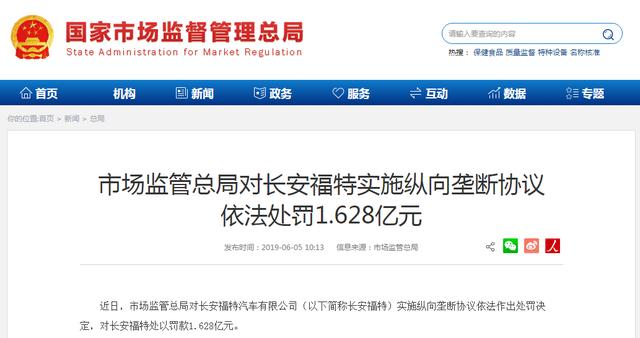 国家市场监督管理总局
State Administration for Market Regulation
请输入要查询的内容
热搜： 保健食品 质量监督 特种设备 名称核准
首页 机构 新闻 政务 服务 互动 数据 专题
你的位置:首页 > 新闻 > 总局
市场监管总局对长安福特实施纵向垄断协议
依法处罚1.628亿元
发布时间：2019-06-05 10:13 信息来源：市场监管总局
近日，市场监管总局对长安福特汽车有限公司（以下简称长安福特）实施纵向垄断协议依法作出处罚决
定，对长安福特处以罚款1.628亿元。